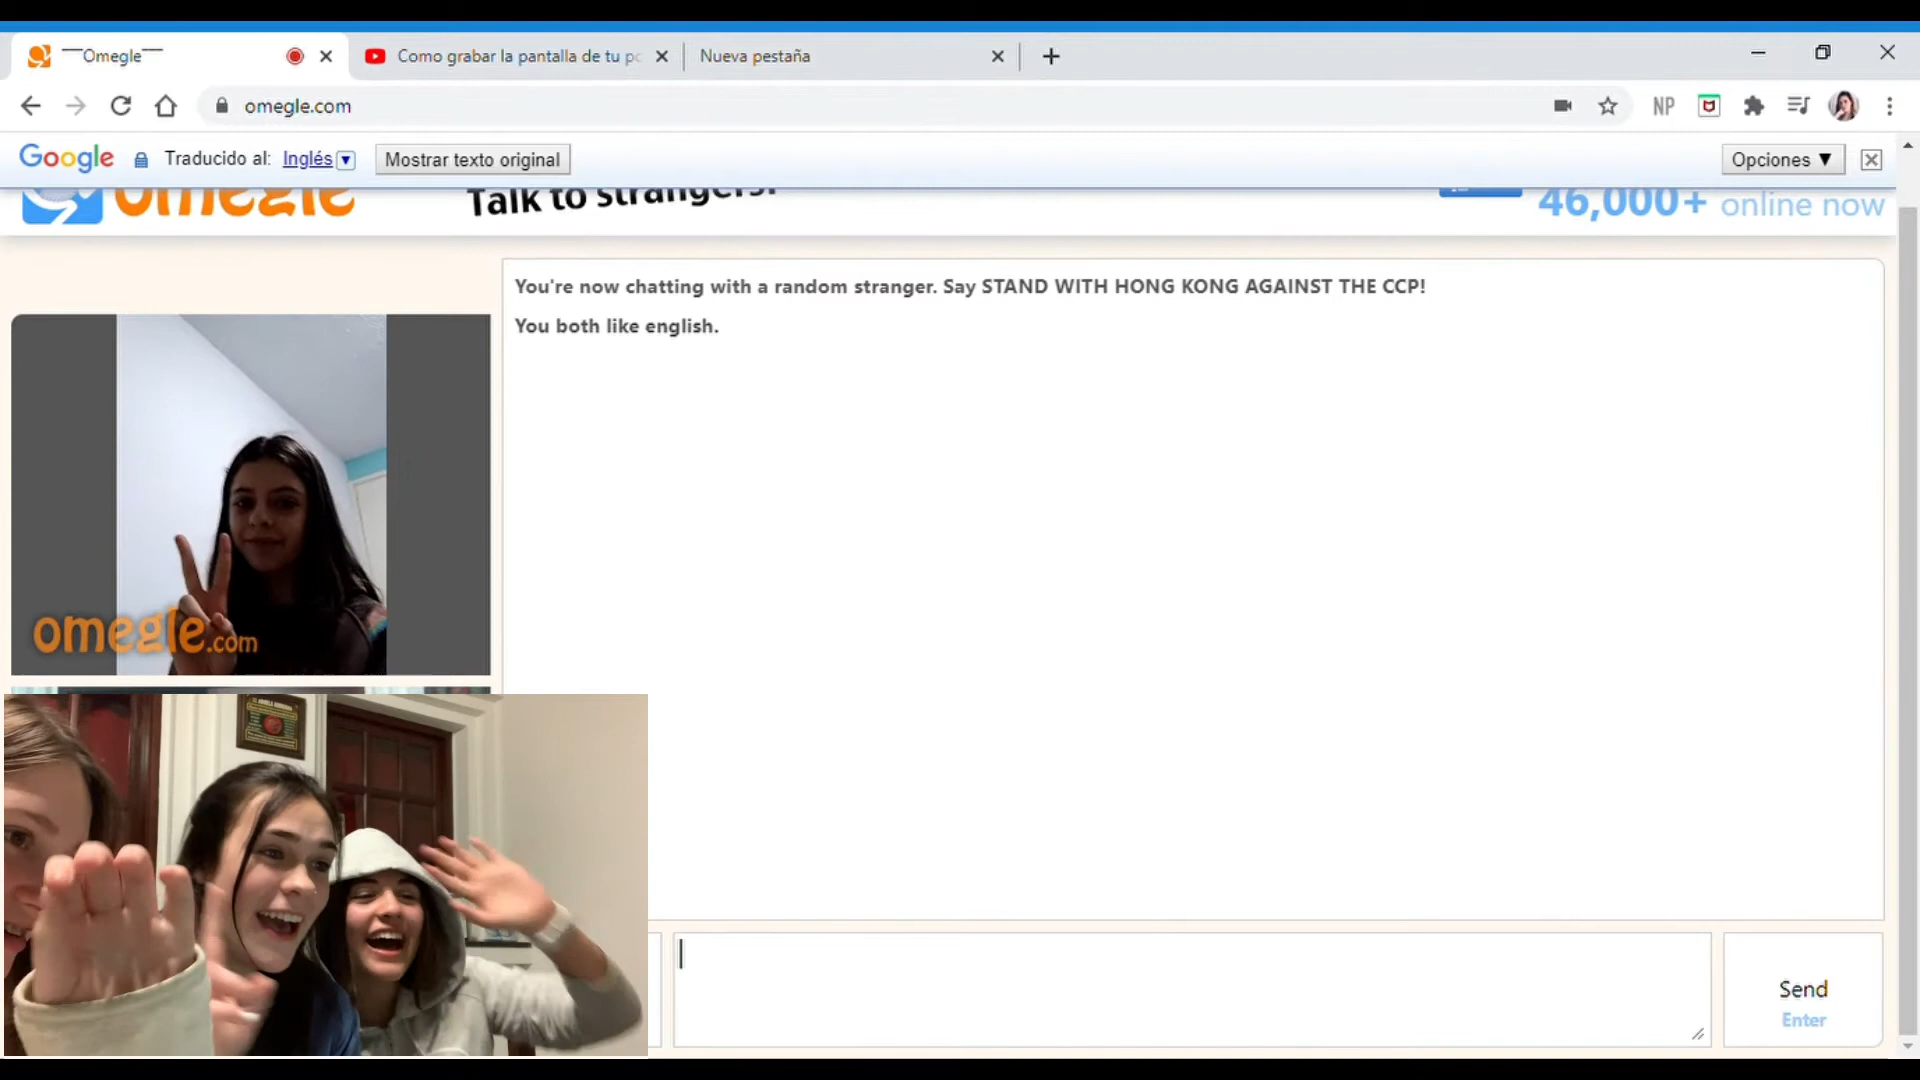 Omegle
Como grabar la pantalla de tu pc
Nueva pestaña
omegle.com
NP
Google
Traducido al: Inglés
Mostrar texto original
Opciones
omegle
Talk to strangers!
46,000+ online now
You're now chatting with a random stranger. Say STAND WITH HONG KONG AGAINST THE CCP!
You both like english.
omegle.com
Send
Enter